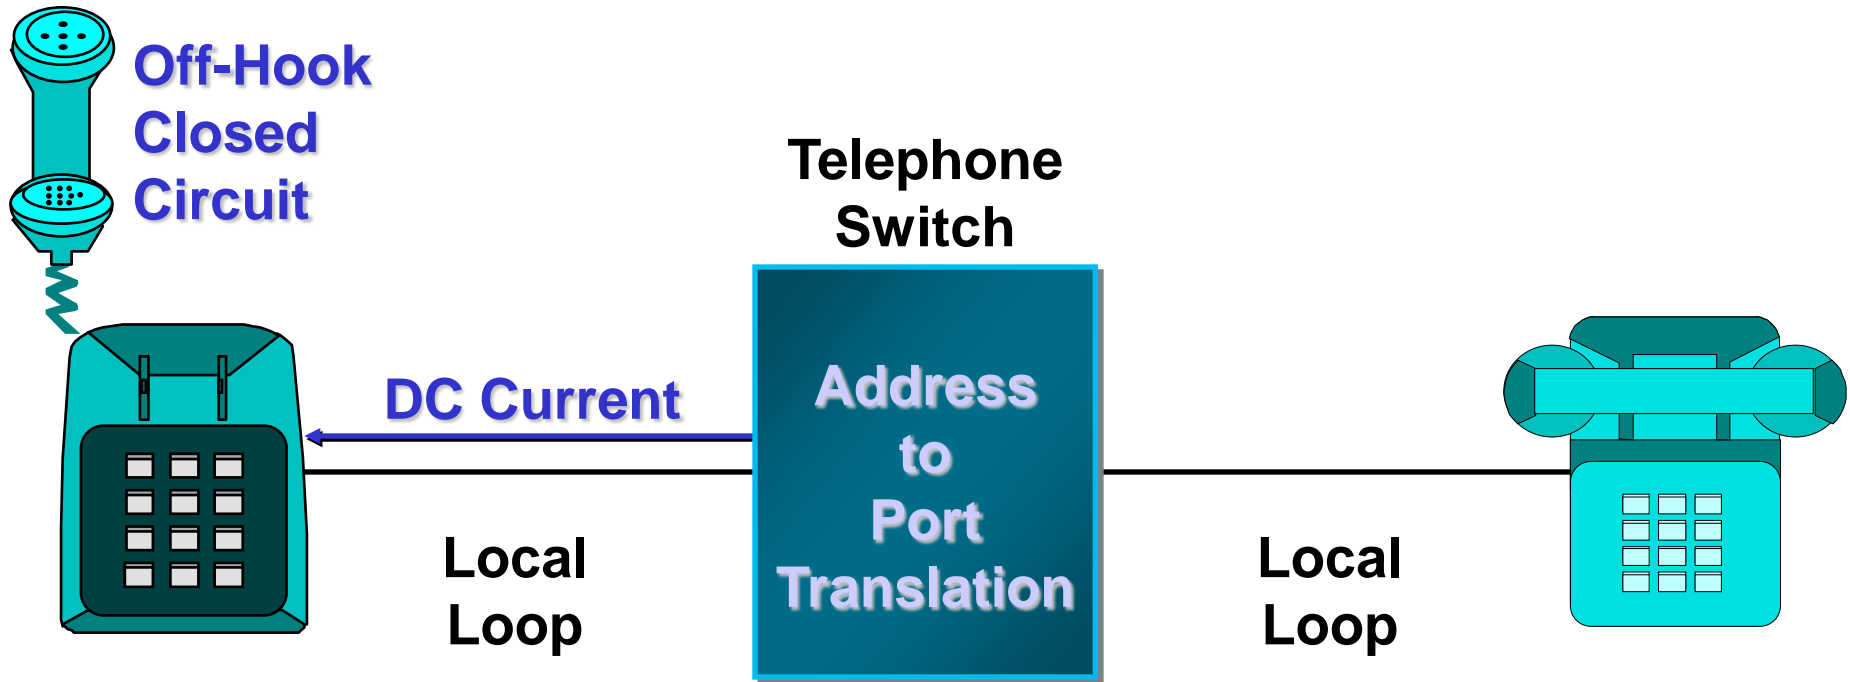 Off-Hook
Closed
Circuit
Telephone
Switch
DC Current
Address
to
Port
Translation
Local
Loop
Local
Loop